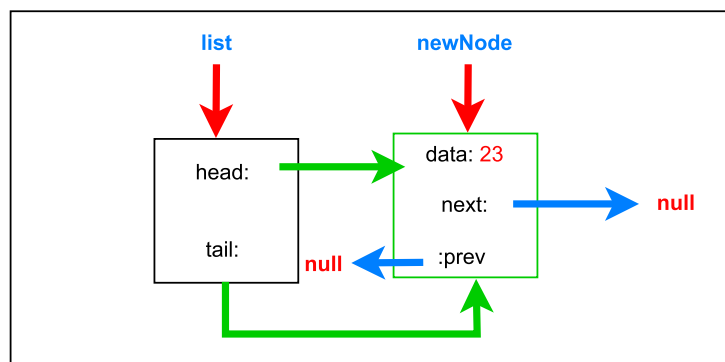 list
newNode
head:
data: 23
next:
null
tail:
null
:prev